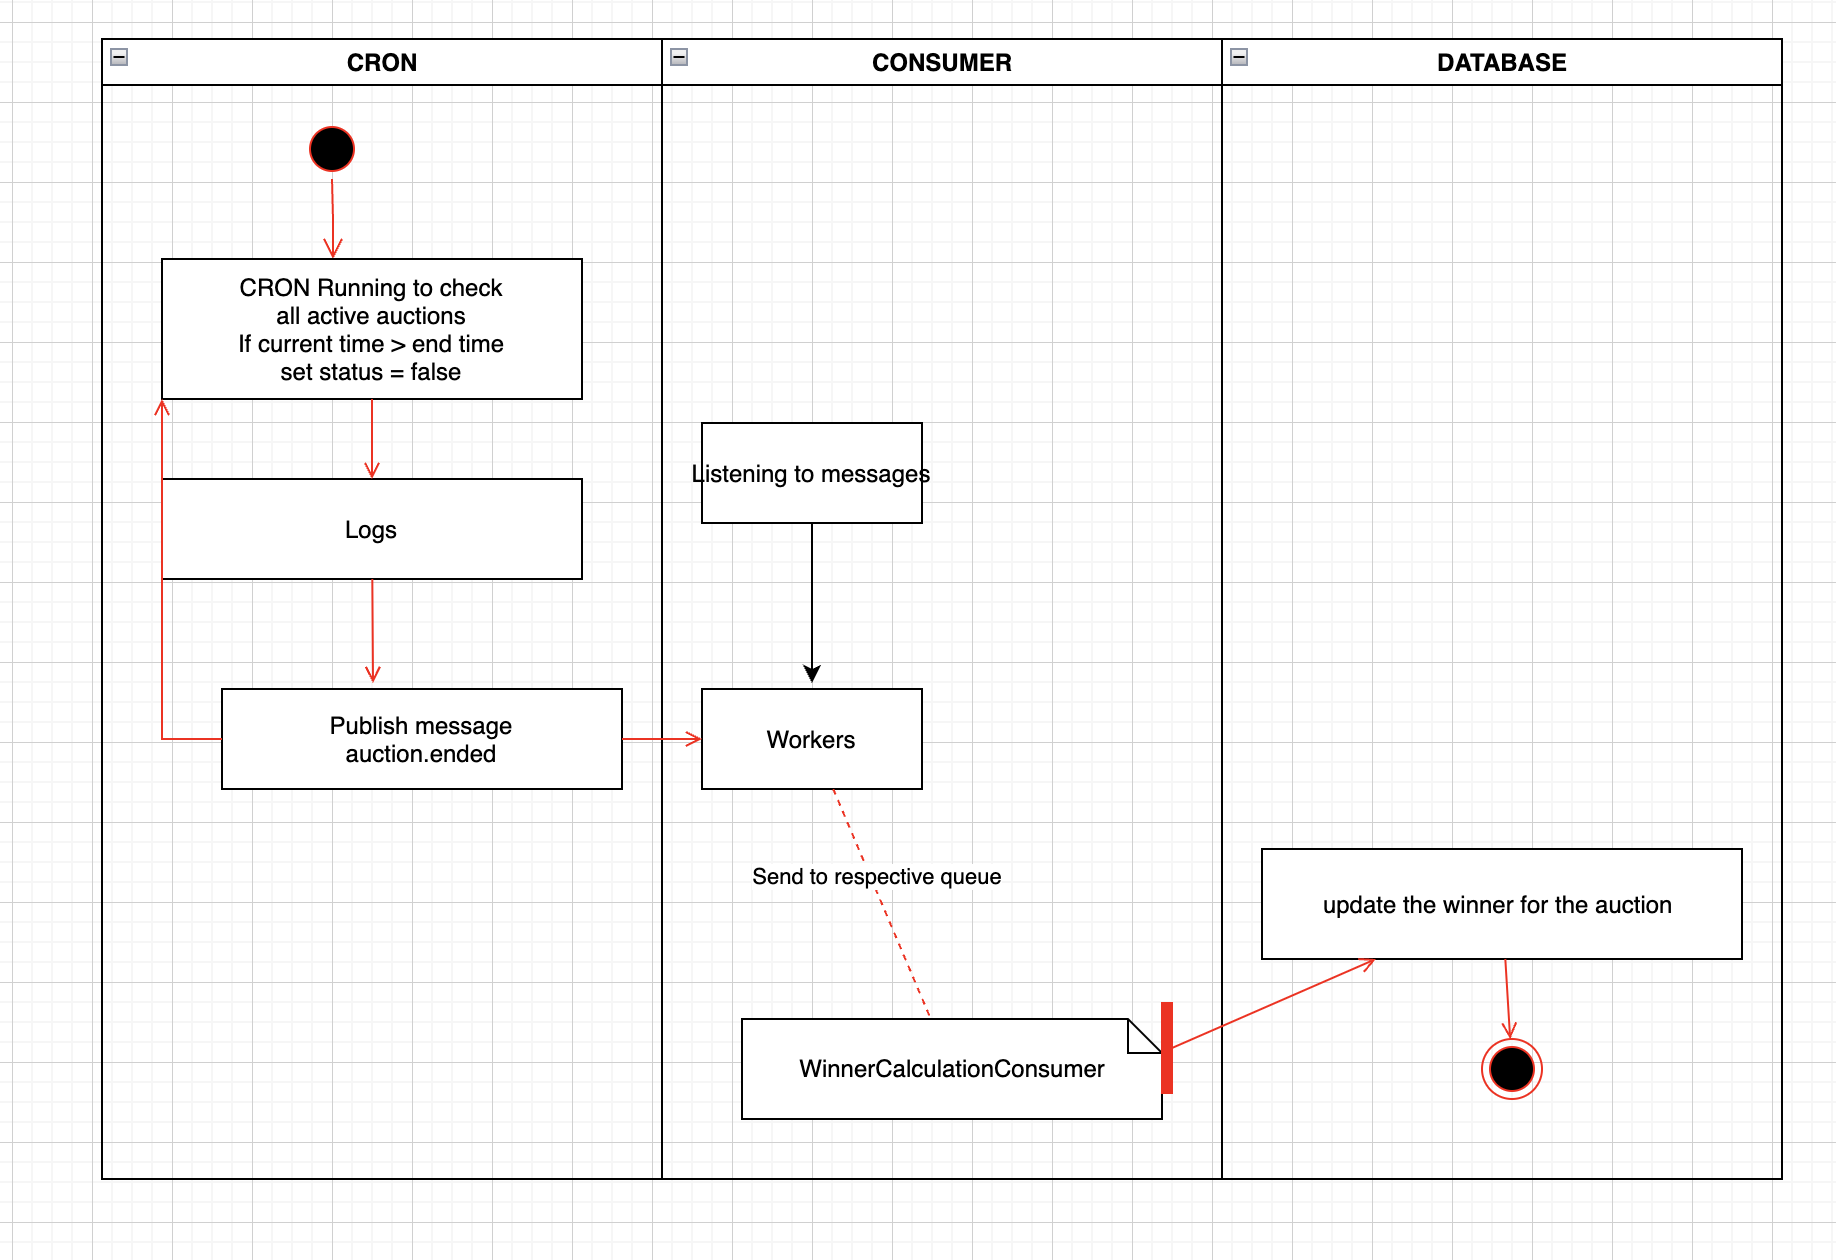 CRON
CONSUMER
DATABASE
CRON Running to check
all active auctions
If current time > end time
set status = false
Listening to messages
Logs
Publish message
auction.ended
Workers
Send to respective queue
update the winner for the auction
WinnerCalculationConsumer